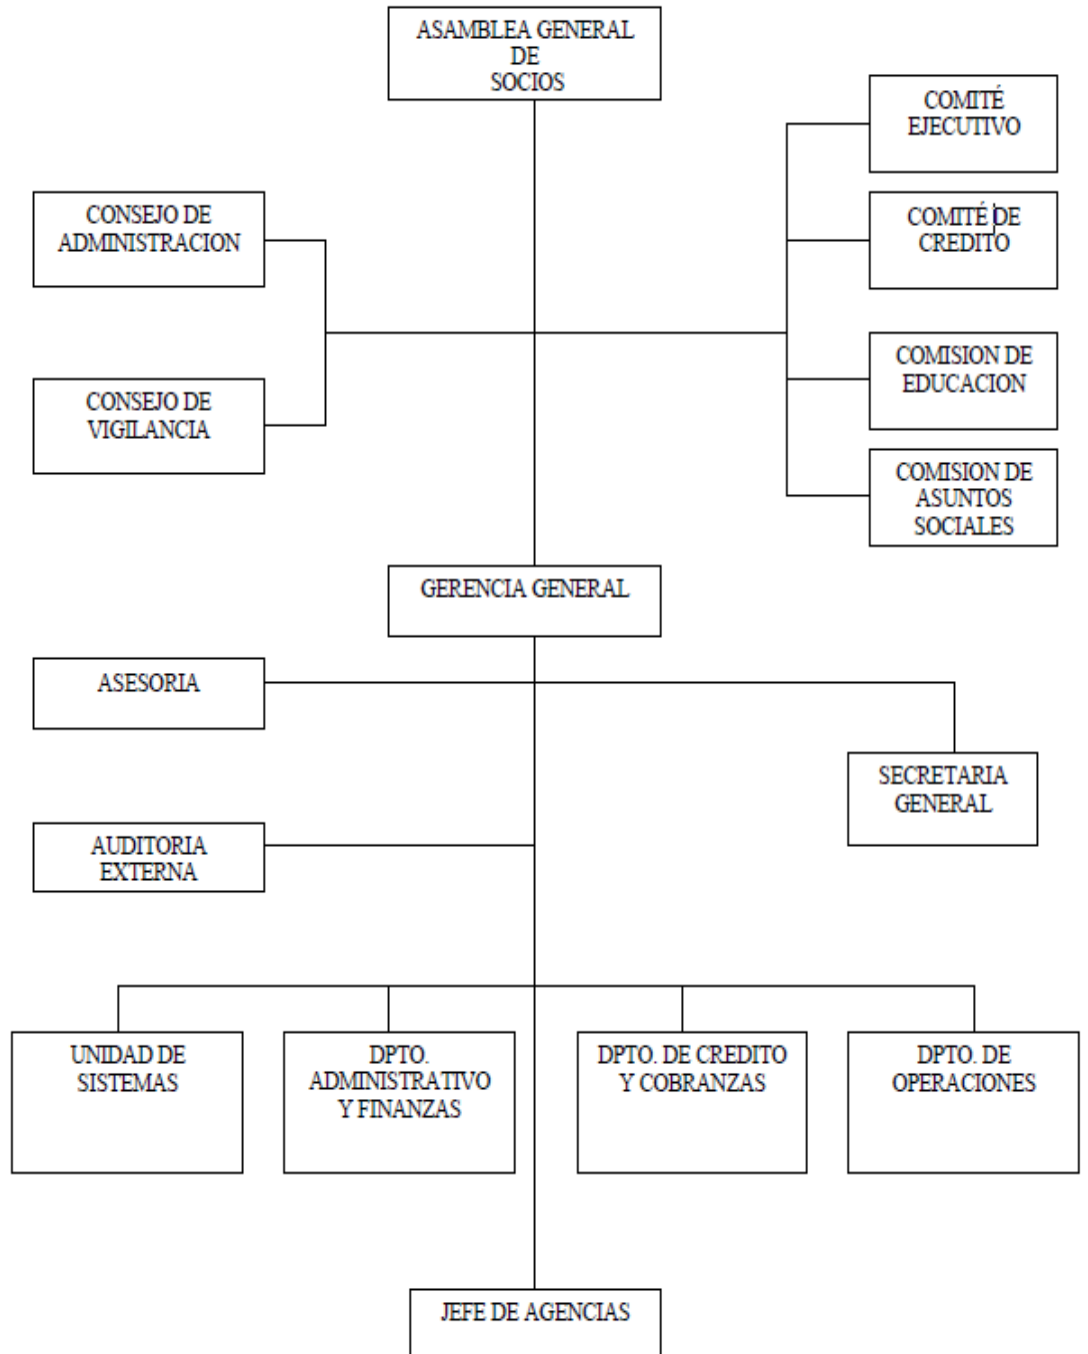 ASAMBLEA GENERAL
DE
SOCIOS
COMITÉ
EJECUTIVO
CONSEJO DE
ADMINISTRACION
COMITÉ DE
CREDITO
COMISION DE
EDUCACION
CONSEJO DE
VIGILANCIA
COMISION DE
ASUNTOS
SOCIALES
GERENCIA GENERAL
ASESORIA
SECRETARIA
GENERAL
AUDITORIA
EXTERNA
UNIDAD DE
SISTEMAS
DPTO.
ADMINISTRATIVO
Y FINANZAS
DPTO. DE CREDITO
Y COBRANZAS
DPTO. DE
OPERACIONES
JEFE DE AGENCIAS